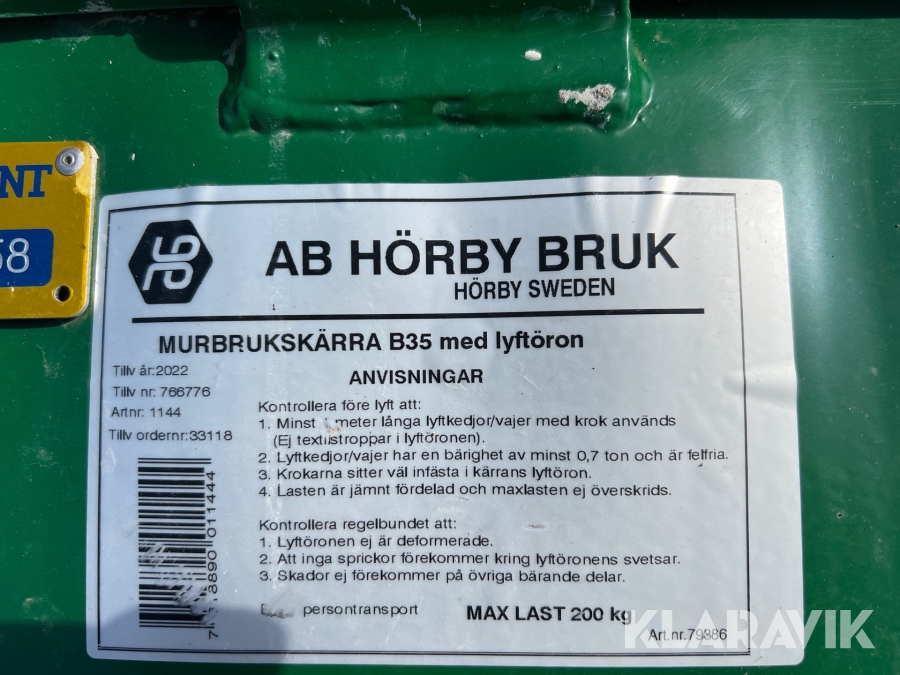 NT
58
AB HÖRBY BRUK
HÖRBY SWEDEN
MURBRUKSKÄRRA B35 med lyftöron
Tillv år:2022
Tillv nr: 766776
Artnr: 1144
Tillv ordernr:33118
ANVISNINGAR
Kontrollera före lyft att:
1. Minst meter långa lyftkedjor/vajer med krok används
(Ej textilstroppar i lyftöronen).
2. Lyftkedjor/vajer har en bärighet av minst 0,7 ton och är felfria.
3. Krokarna sitter väl infästa i kärrans lyftöron.
4. Lasten är jämnt fördelad och maxlasten ej överskrids.
Kontrollera regelbundet att:
1. Lyftöronen ej är deformerade.
2. Att inga sprickor förekommer kring lyftöronens svetsar.
3. Skador ej förekommer på övriga bärande delar.
persontransport
MAX LAST 200 kg
Art.nr.79386
8890 011444
KLARAVIK